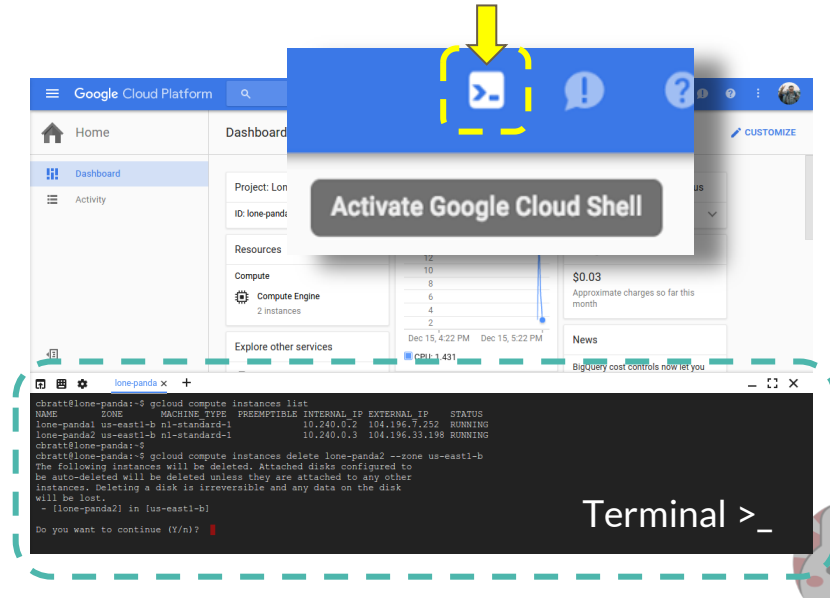 Google Cloud Platform
Activate Google Cloud Shell
Home
Dashboard
CUSTOMIZE
Dashboard
Activity
Project: Lon
us
ID: lone-panda
Resources
Compute
Compute Engine
2 instances
Explore other services
12
10
8
6
4
2
Dec 15, 4:22 PM Dec 15, 5:22 PM
CPU: 1.431
$0.03
Approximate charges so far this
month
News
BigQuery cost controls now let you
lone-panda x +
cbratt@lone-panda:~$ gcloud compute instances list
NAME ZONE MACHINE_TYPE PREEMPTIBLE INTERNAL_IP EXTERNAL_IP STATUS
lone-panda1 us-east1-b n1-standard-1 10.240.0.2 104.196.7.252 RUNNING
lone-panda2 us-east1-b n1-standard-1 10.240.0.3 104.196.33.198 RUNNING
cbratt@lone-panda:~$
cbratt@lone-panda:~$ gcloud compute instances delete lone-panda2 --zone us-east1-b
The following instances will be deleted. Attached disks configured to
be auto-deleted will be deleted unless they are attached to any other
instances. Deleting a disk is irreversible and any data on the disk
will be lost.
- [lone-panda2] in [us-east1-b]
Do you want to continue (Y/n)?
Terminal >_